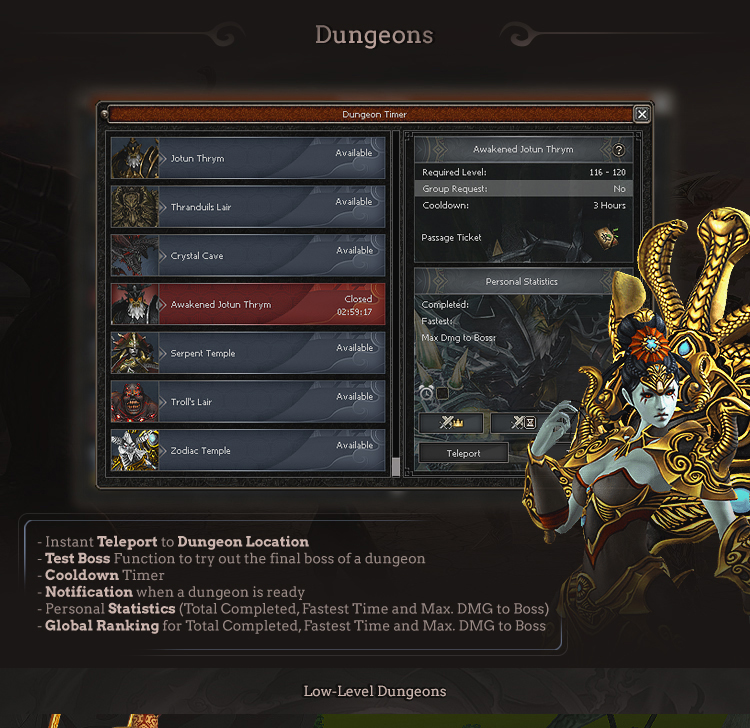 Dungeons
Dungeon Timer
Jotun Thrym
Available
Thranduils Lair
Available
Crystal Cave
Available
Awakened Jotun Thrym
Closed
02:59:17
Serpent Temple
Available
Troll's Lair
Available
Zodiac Temple
Available
Awakened Jotun Thrym
?
Required Level: 116 - 120
Group Request: No
Cooldown: 3 Hours
Passage Ticket
Personal Statistics
Completed:
Fastest:
Max Dmg to Boss:
Teleport
- Instant Teleport to Dungeon Location
- Test Boss Function to try out the final boss of a dungeon
- Cooldown Timer
- Notification when a dungeon is ready
- Personal Statistics (Total Completed, Fastest Time and Max. DMG to Boss)
- Global Ranking for Total Completed, Fastest Time and Max. DMG to Boss
Low-Level Dungeons